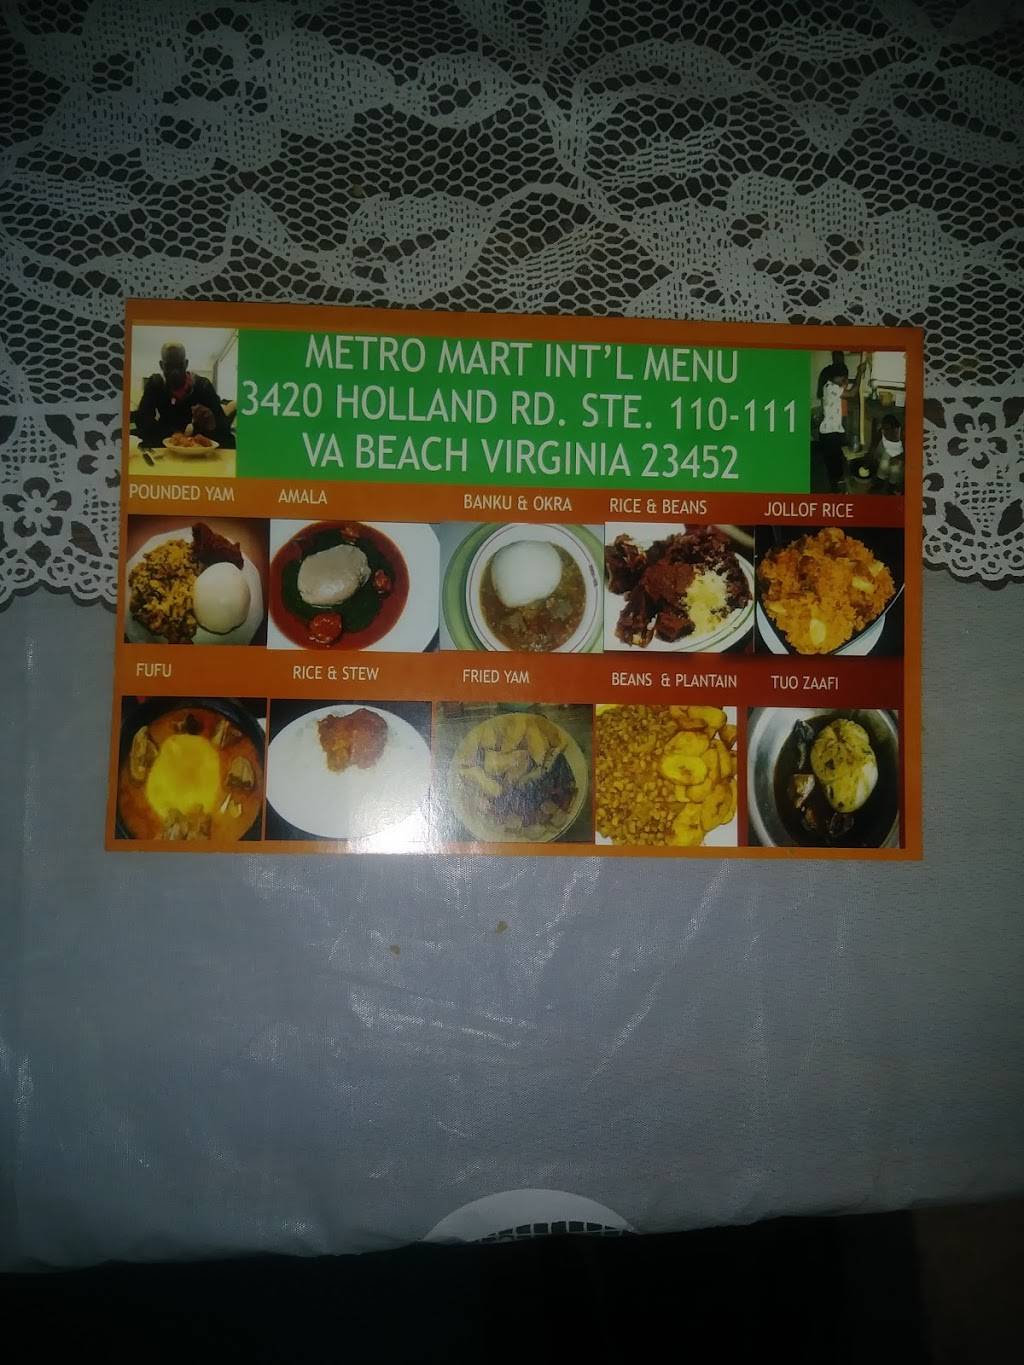 METRO MART INT'L MENU
3420 HOLLAND RD. STE. 110-111
VA BEACH VIRGINIA 23452
POUNDED YAM AMALA BANKU & OKRA RICE & BEANS JOLLOF RICE
FUFU RICE & STEW FRIED YAM BEANS & PLANTAIN TUO ZAAFI